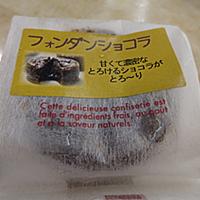 フォンダンショコラ
甘くて濃密な
とろけるショコラが
とろ〜り
Cette délicieuse confiserie est
faite d'ingrédients frais, au goût
et à la saveur naturels.